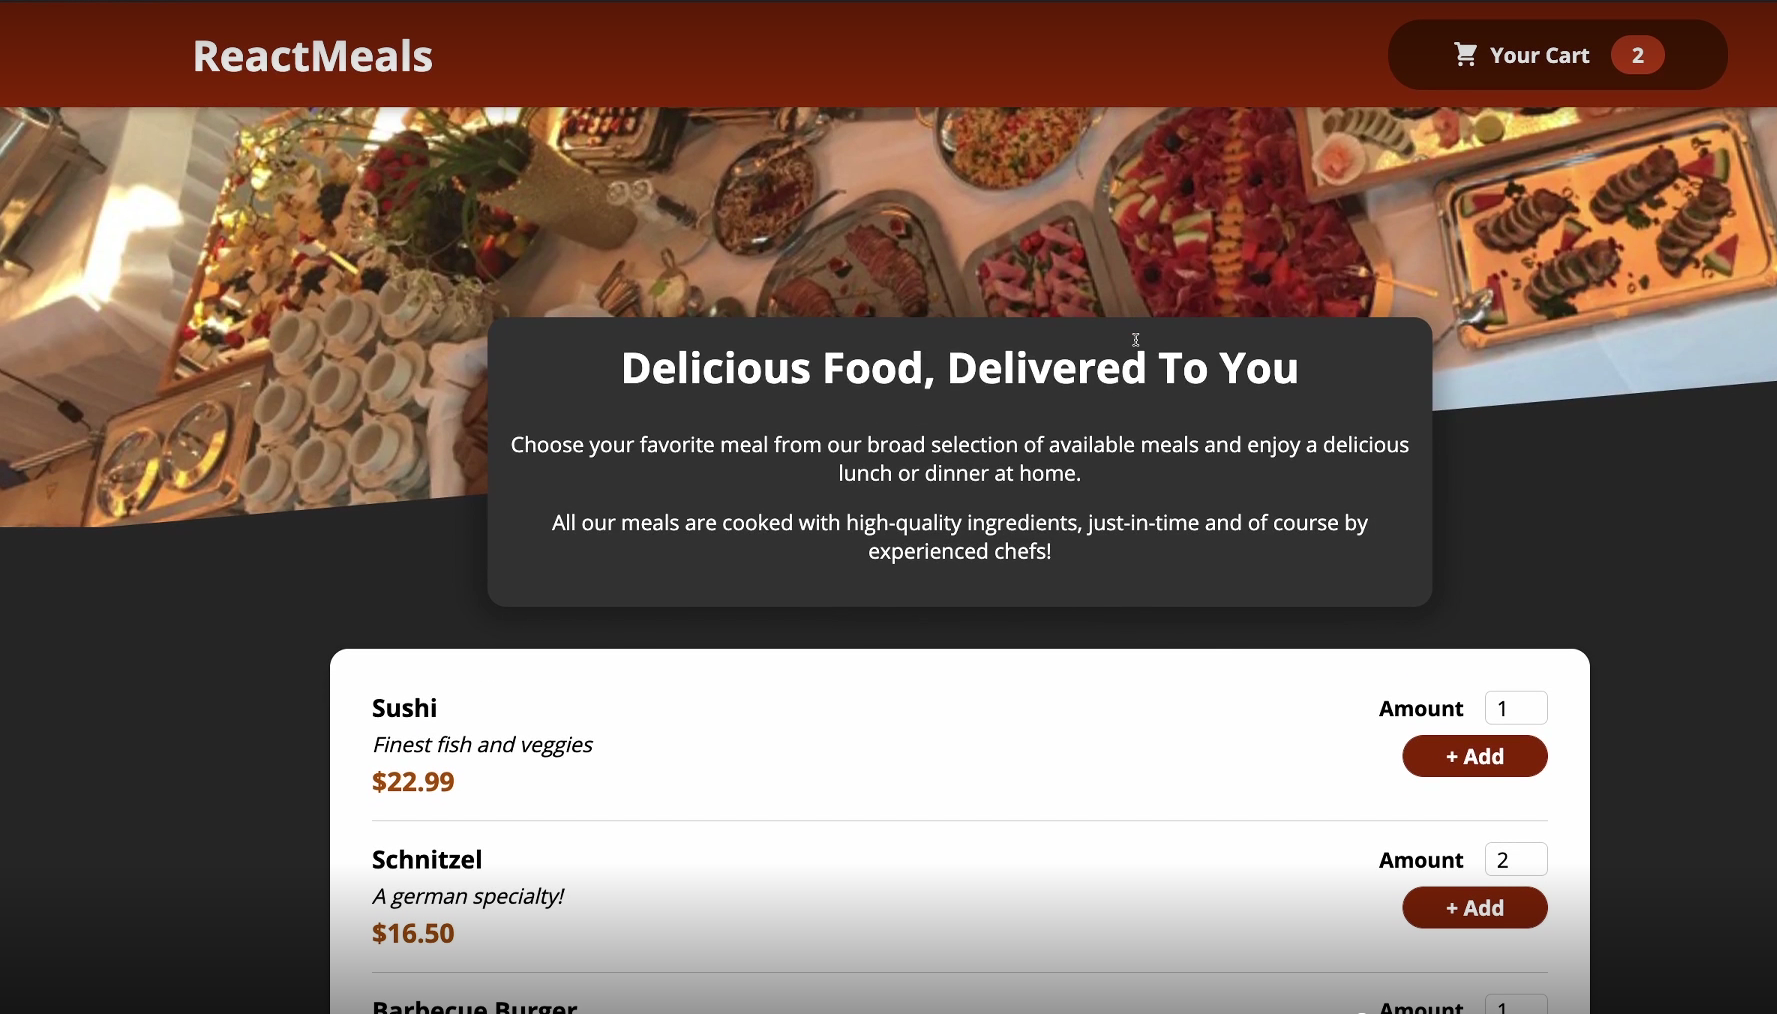 ReactMeals
Your Cart 2
Delicious Food, Delivered To You
Choose your favorite meal from our broad selection of available meals and enjoy a delicious
lunch or dinner at home.
All our meals are cooked with high-quality ingredients, just-in-time and of course by
experienced chefs!
Sushi
Amount 1
Finest fish and veggies
+ Add
$22.99
Schnitzel
Amount 2
A german specialty!
+ Add
$16.50
Barbecue Burger
Amount 1